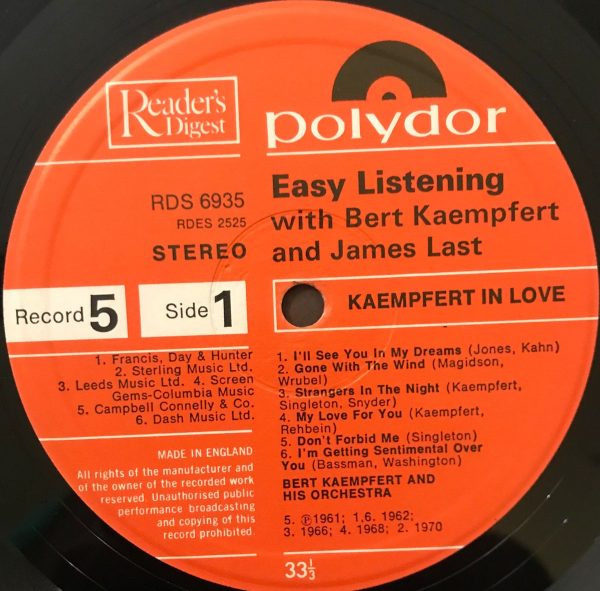 Reader's
Digest
polydor
RDS 6935
RDES 2525
STEREO
Easy Listening
with Bert Kaempfert
and James Last
Record 5
Side 1
KAEMPFERT IN LOVE
1. Francis, Day & Hunter
2. Sterling Music Ltd.
3. Leeds Music Ltd. 4. Screen
Gems-Columbia Music
5. Campbell Connelly & Co.
6. Dash Music Ltd.
1. I'll See You In My Dreams (Jones, Kahn)
2. Gone With The Wind (Magidson,
Wrubel)
3. Strangers In The Night (Kaempfert,
Singleton, Snyder)
4. My Love For You (Kaempfert,
Rehbein)
5. Don't Forbid Me (Singleton)
6. I'm Getting Sentimental Over
You (Bassman, Washington)
BERT KAEMPFERT AND
HIS ORCHESTRA
5. ℗1961; 1.6. 1962;
3. 1966; 4. 1968; 2. 1970
MADE IN ENGLAND
All rights of the manufacturer and
of the owner of the recorded work
reserved. Unauthorised public
performance broadcasting
and copying of this
record prohibited.
33⅓